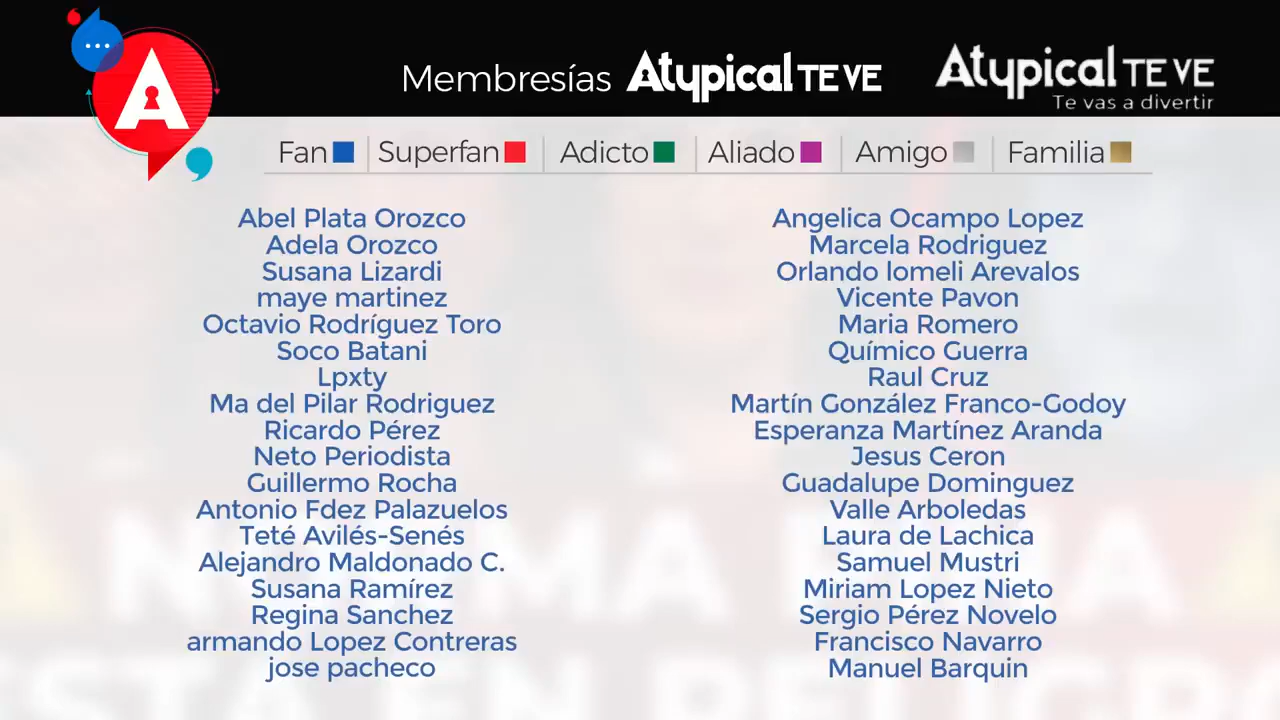 Membresías Atypical TE VE
Atypical TE VE
Te vas a divertir
A
Fan
Superfan
Adicto
Aliado
Amigo
Familia
Abel Plata Orozco
Adela Orozco
Susana Lizardi
maye martinez
Octavio Rodríguez Toro
Soco Batani
Lpxty
Ma del Pilar Rodriguez
Ricardo Pérez
Neto Periodista
Guillermo Rocha
Antonio Fdez Palazuelos
Teté Avilés-Senés
Alejandro Maldonado C.
Susana Ramírez
Regina Sanchez
armando Lopez Contreras
jose pacheco
Angelica Ocampo Lopez
Marcela Rodriguez
Orlando lomeli Arevalos
Vicente Pavon
Maria Romero
Químico Guerra
Raul Cruz
Martín González Franco-Godoy
Esperanza Martínez Aranda
Jesus Ceron
Guadalupe Dominguez
Valle Arboledas
Laura de Lachica
Samuel Mustri
Miriam Lopez Nieto
Sergio Pérez Novelo
Francisco Navarro
Manuel Barquin